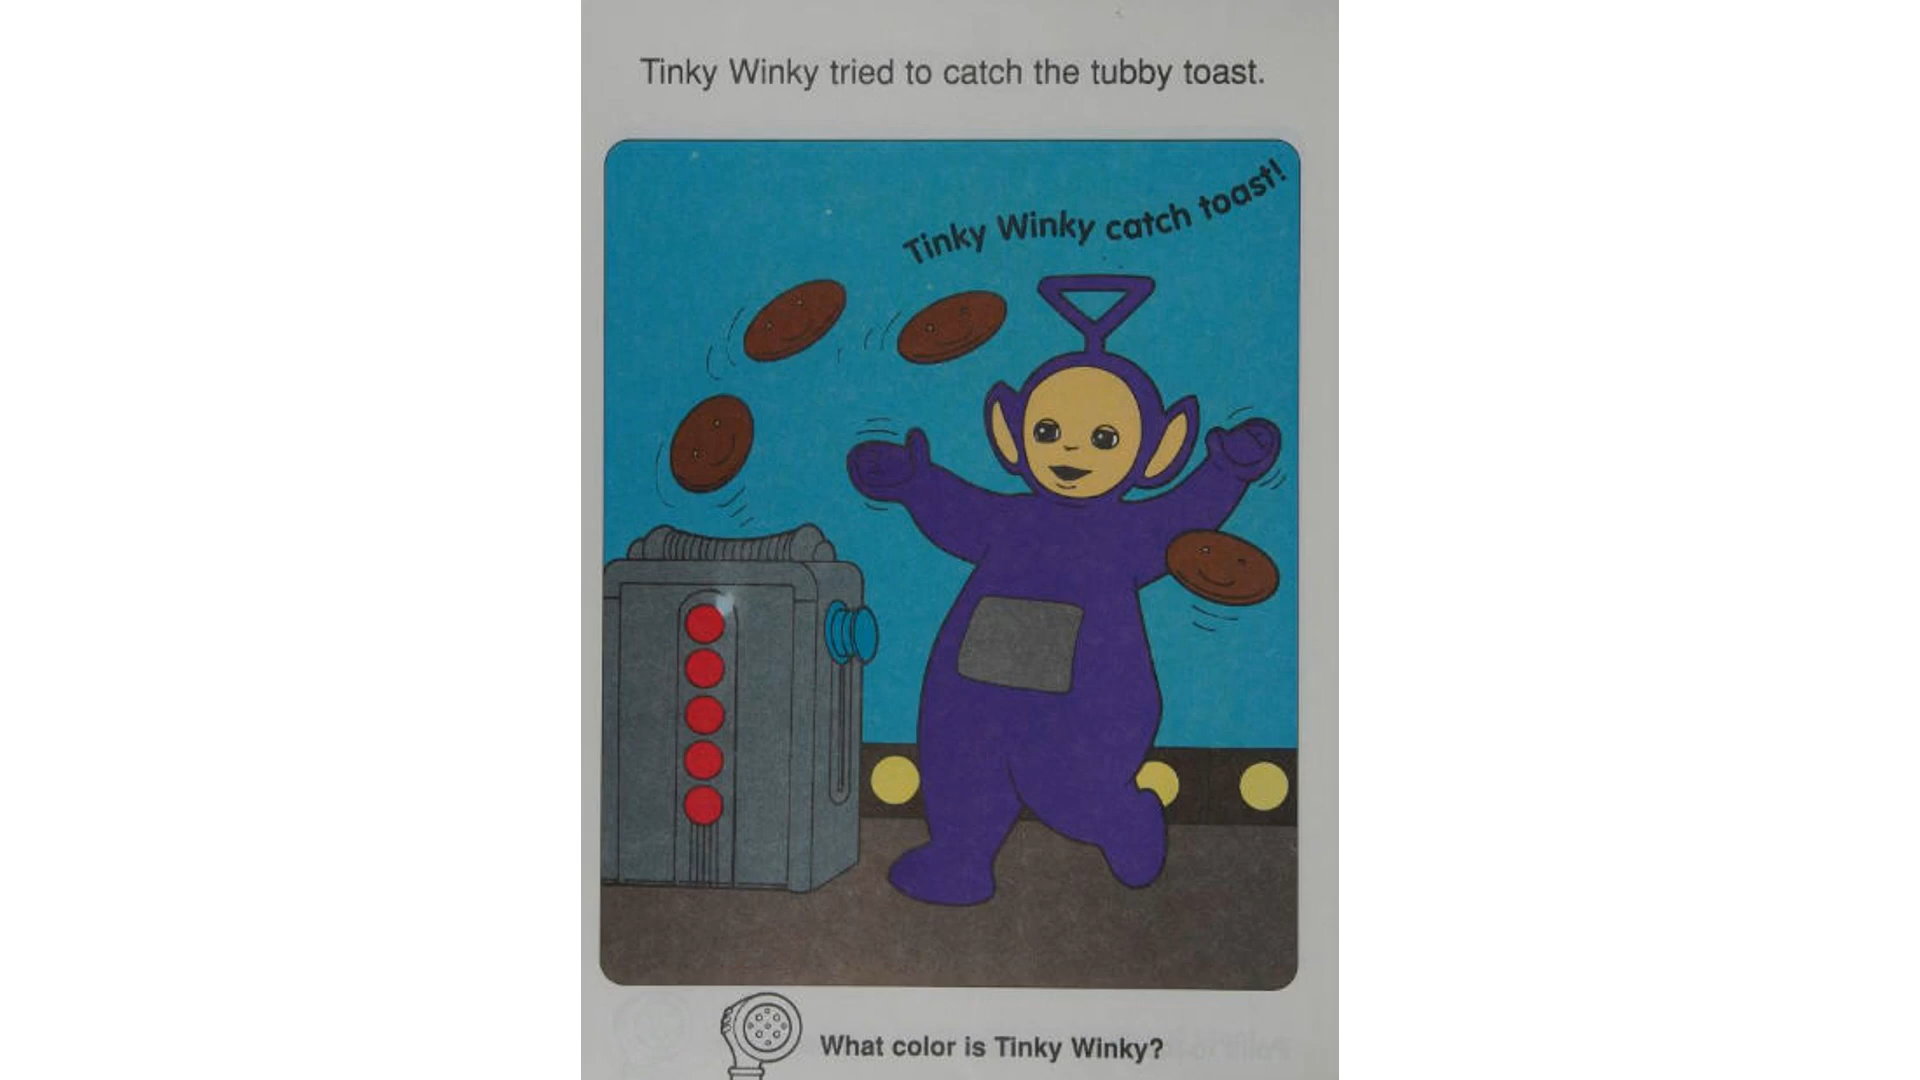 Tinky Winky tried to catch the tubby toast.
Tinky Winky catch toast!
What color is Tinky Winky?